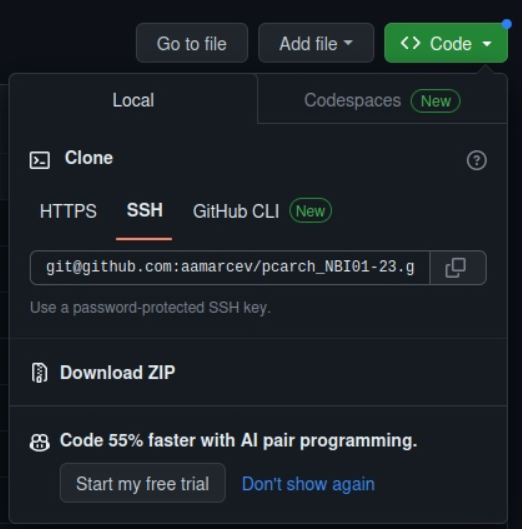 Go to file Add file <> Code
Local Codespaces New
Clone
HTTPS SSH GitHub CLI New
git@github.com:aamarcev/pcarch_NBI01-23.g
Use a password-protected SSH key.
Download ZIP
Code 55% faster with AI pair programming.
Start my free trial Don't show again